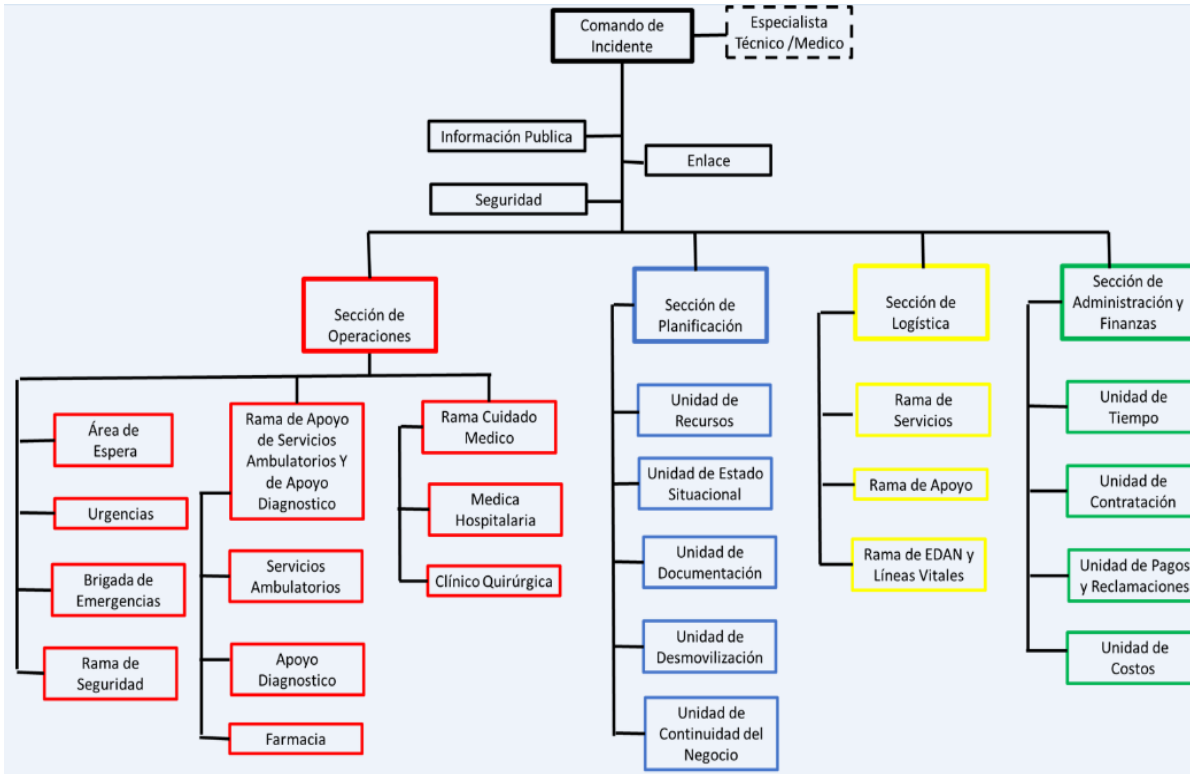 Comando de
Incidente
Especialista
Técnico /Medico
Información Publica
Enlace
Seguridad
Sección de
Operaciones
Sección de
Planificación
Sección de
Logística
Sección de
Administración y
Finanzas
Área de
Espera
Urgencias
Brigada de
Emergencias
Rama de
Seguridad
Rama de Apoyo
de Servicios
Ambulatorios Y
de Apoyo
Diagnostico
Servicios
Ambulatorios
Apoyo
Diagnostico
Farmacia
Rama Cuidado
Medico
Medica
Hospitalaria
Clínico Quirúrgica
Unidad de
Recursos
Unidad de Estado
Situacional
Unidad de
Documentación
Unidad de
Desmovilización
Unidad de
Continuidad del
Negocio
Rama de
Servicios
Rama de Apoyo
Rama de EDAN y
Líneas Vitales
Unidad de
Tiempo
Unidad de
Contratación
Unidad de Pagos
y Reclamaciones
Unidad de
Costos